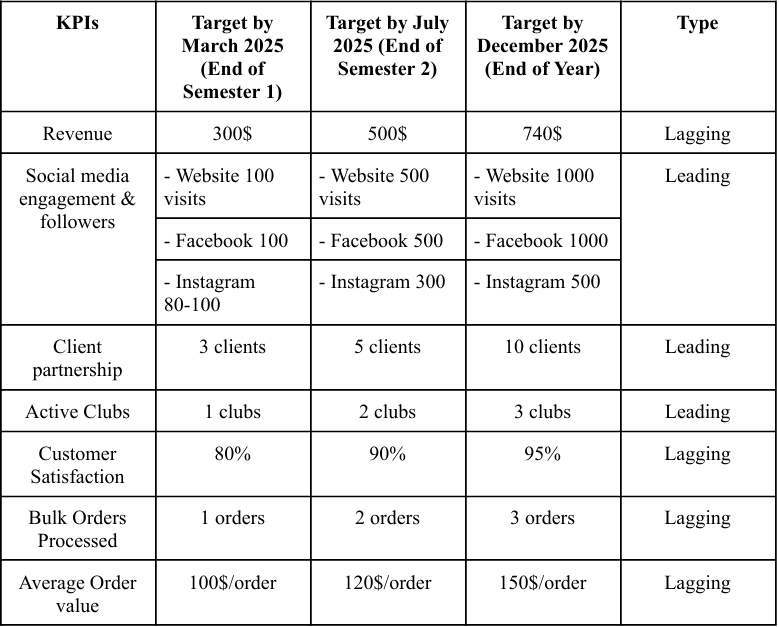 KPIs
Target by
March 2025
(End of
Semester 1)
Target by July
2025 (End of
Semester 2)
Target by
December 2025
(End of Year)
Type
Revenue
300$
500$
740$
Lagging
Social media
engagement &
followers
- Website 100
visits
- Website 500
visits
- Website 1000
visits
Leading
- Facebook 100
- Facebook 500
- Facebook 1000
- Instagram
80-100
- Instagram 300
- Instagram 500
Client
partnership
3 clients
5 clients
10 clients
Leading
Active Clubs
1 clubs
2 clubs
3 clubs
Leading
Customer
Satisfaction
80%
90%
95%
Lagging
Bulk Orders
Processed
1 orders
2 orders
3 orders
Lagging
Average Order
value
100$/order
120$/order
150$/order
Lagging